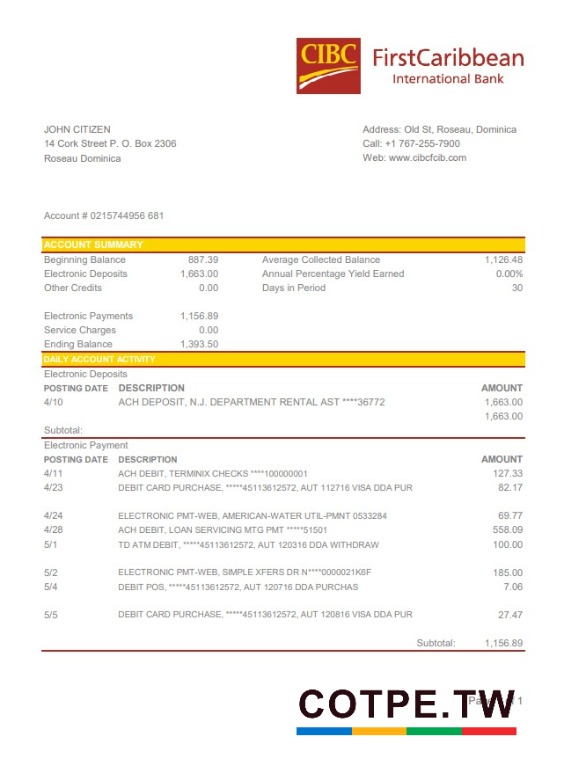 CIBC FirstCaribbean
International Bank
JOHN CITIZEN
14 Cork Street P. O. Box 2306
Roseau Dominica
Address: Old St, Roseau, Dominica
Call: +1 767-255-7900
Web: www.cibcfcib.com
Account # 0215744956 681
ACCOUNT SUMMARY
Beginning Balance 887.39 Average Collected Balance 1,126.48
Electronic Deposits 1,663.00 Annual Percentage Yield Earned 0.00%
Other Credits 0.00 Days in Period 30
Electronic Payments 1,156.89
Service Charges 0.00
Ending Balance 1,393.50
DAILY ACCOUNT ACTIVITY
Electronic Deposits
POSTING DATE DESCRIPTION AMOUNT
4/10 ACH DEPOSIT, N.J. DEPARTMENT RENTAL AST ****36772 1,663.00
1,663.00
Subtotal:
Electronic Payment
POSTING DATE DESCRIPTION AMOUNT
4/11 ACH DEBIT, TERMINIX CHECKS ****100000001 127.33
4/23 DEBIT CARD PURCHASE, *****45113612572, AUT 112716 VISA DDA PUR 82.17
4/24 ELECTRONIC PMT-WEB, AMERICAN-WATER UTIL-PMNT 0533284 69.77
4/28 ACH DEBIT, LOAN SERVICING MTG PMT *****51501 558.09
5/1 TD ATM DEBIT, *****45113612572, AUT 120316 DDA WITHDRAW 100.00
5/2 ELECTRONIC PMT-WEB, SIMPLE XFERS DR N****0000021K6F 185.00
5/4 DEBIT POS, *****45113612572, AUT 120716 DDA PURCHAS 7.06
5/5 DEBIT CARD PURCHASE, *****45113612572, AUT 120816 VISA DDA PUR 27.47
Subtotal: 1,156.89
COTPE.TW